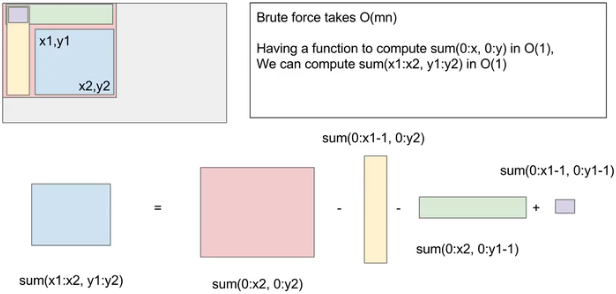 x1,y1
x2,y2
Brute force takes O(mn)
Having a function to compute sum(0:x, 0:y) in O(1),
We can compute sum(x1:x2, y1:y2) in O(1)
sum(0:x1-1, 0:y2)
sum(0:x1-1, 0:y1-1)
= - - +
sum(0:x2, 0:y1-1)
sum(x1:x2, y1:y2)
sum(0:x2, 0:y2)